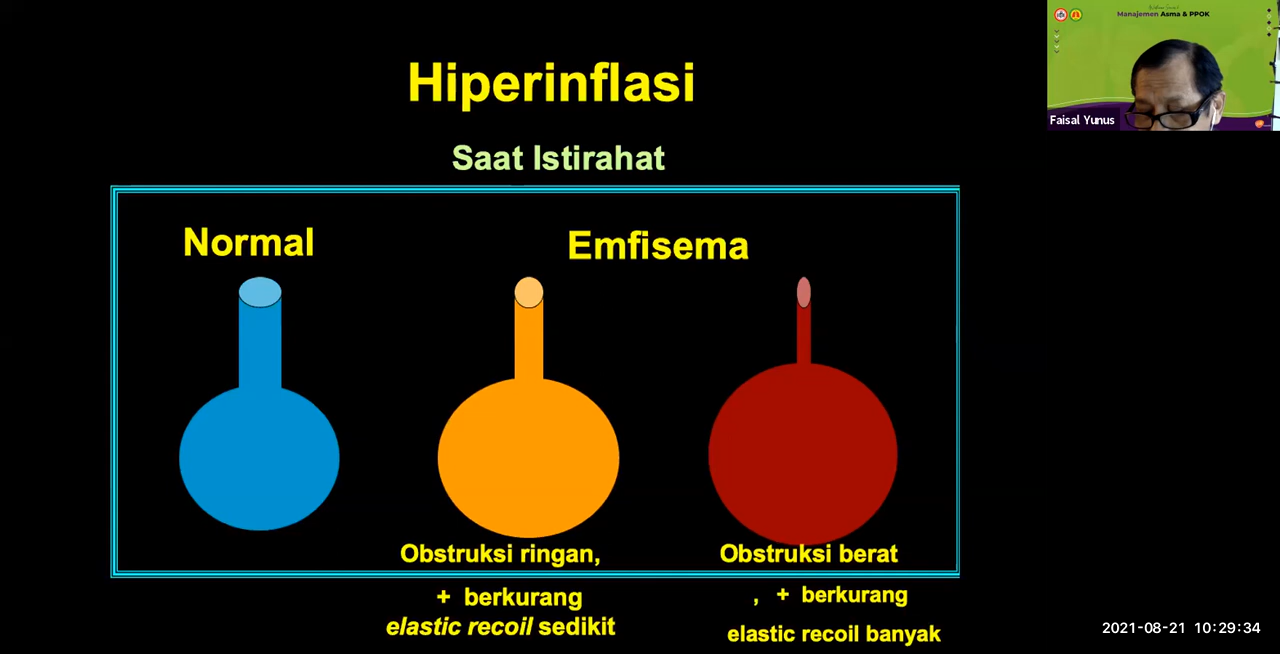 Hiperinflasi
Saat Istirahat
Normal
Emfisema
Obstruksi ringan,
+ berkurang
elastic recoil sedikit
Obstruksi berat
, + berkurang
elastic recoil banyak
Manajemen Asma & PPOK
Faisal Yunus
2021-08-21 10:29:34